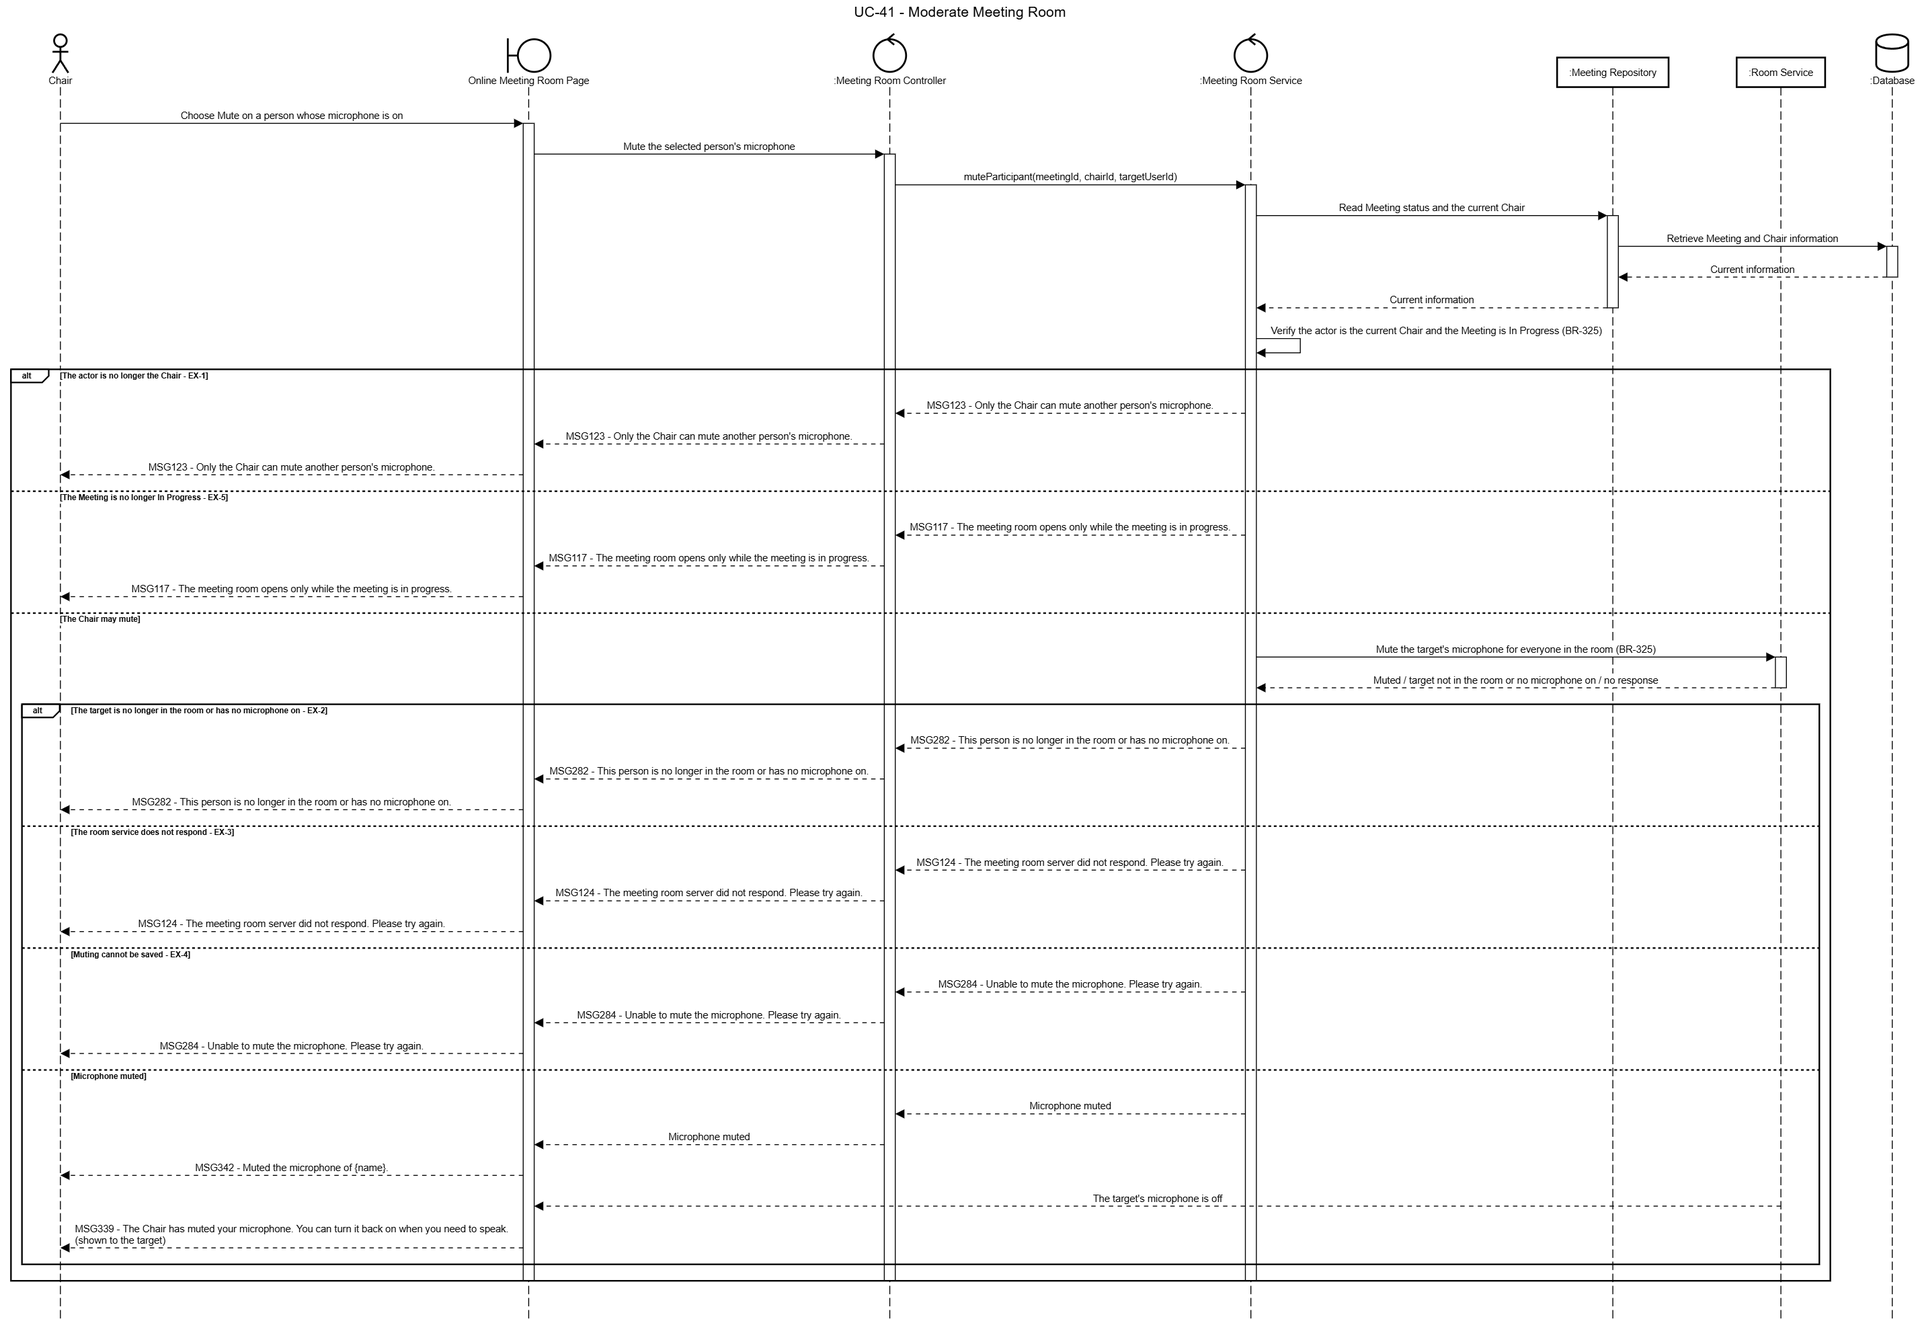 UC-41 - Moderate Meeting Room
Chair
Online Meeting Room Page
:Meeting Room Controller
:Meeting Room Service
:Meeting Repository
:Room Service
:Database
Choose Mute on a person whose microphone is on
Mute the selected person's microphone
muteParticipant(meetingId, chairId, targetUserId)
Read Meeting status and the current Chair
Retrieve Meeting and Chair information
Current information
Current information
Verify the actor is the current Chair and the Meeting is In Progress (BR-325)
alt
[The actor is no longer the Chair - EX-1]
MSG123 - Only the Chair can mute another person's microphone.
MSG123 - Only the Chair can mute another person's microphone.
MSG123 - Only the Chair can mute another person's microphone.
[The Meeting is no longer In Progress - EX-5]
MSG117 - The meeting room opens only while the meeting is in progress.
MSG117 - The meeting room opens only while the meeting is in progress.
MSG117 - The meeting room opens only while the meeting is in progress.
[The Chair may mute]
Mute the target's microphone for everyone in the room (BR-325)
Muted / target not in the room or no microphone on / no response
alt
[The target is no longer in the room or has no microphone on - EX-2]
MSG282 - This person is no longer in the room or has no microphone on.
MSG282 - This person is no longer in the room or has no microphone on.
MSG282 - This person is no longer in the room or has no microphone on.
[The room service does not respond - EX-3]
MSG124 - The meeting room server did not respond. Please try again.
MSG124 - The meeting room server did not respond. Please try again.
MSG124 - The meeting room server did not respond. Please try again.
[Muting cannot be saved - EX-4]
MSG284 - Unable to mute the microphone. Please try again.
MSG284 - Unable to mute the microphone. Please try again.
MSG284 - Unable to mute the microphone. Please try again.
[Microphone muted]
Microphone muted
Microphone muted
MSG342 - Muted the microphone of {name}.
The target's microphone is off
MSG339 - The Chair has muted your microphone. You can turn it back on when you need to speak.
(shown to the target)